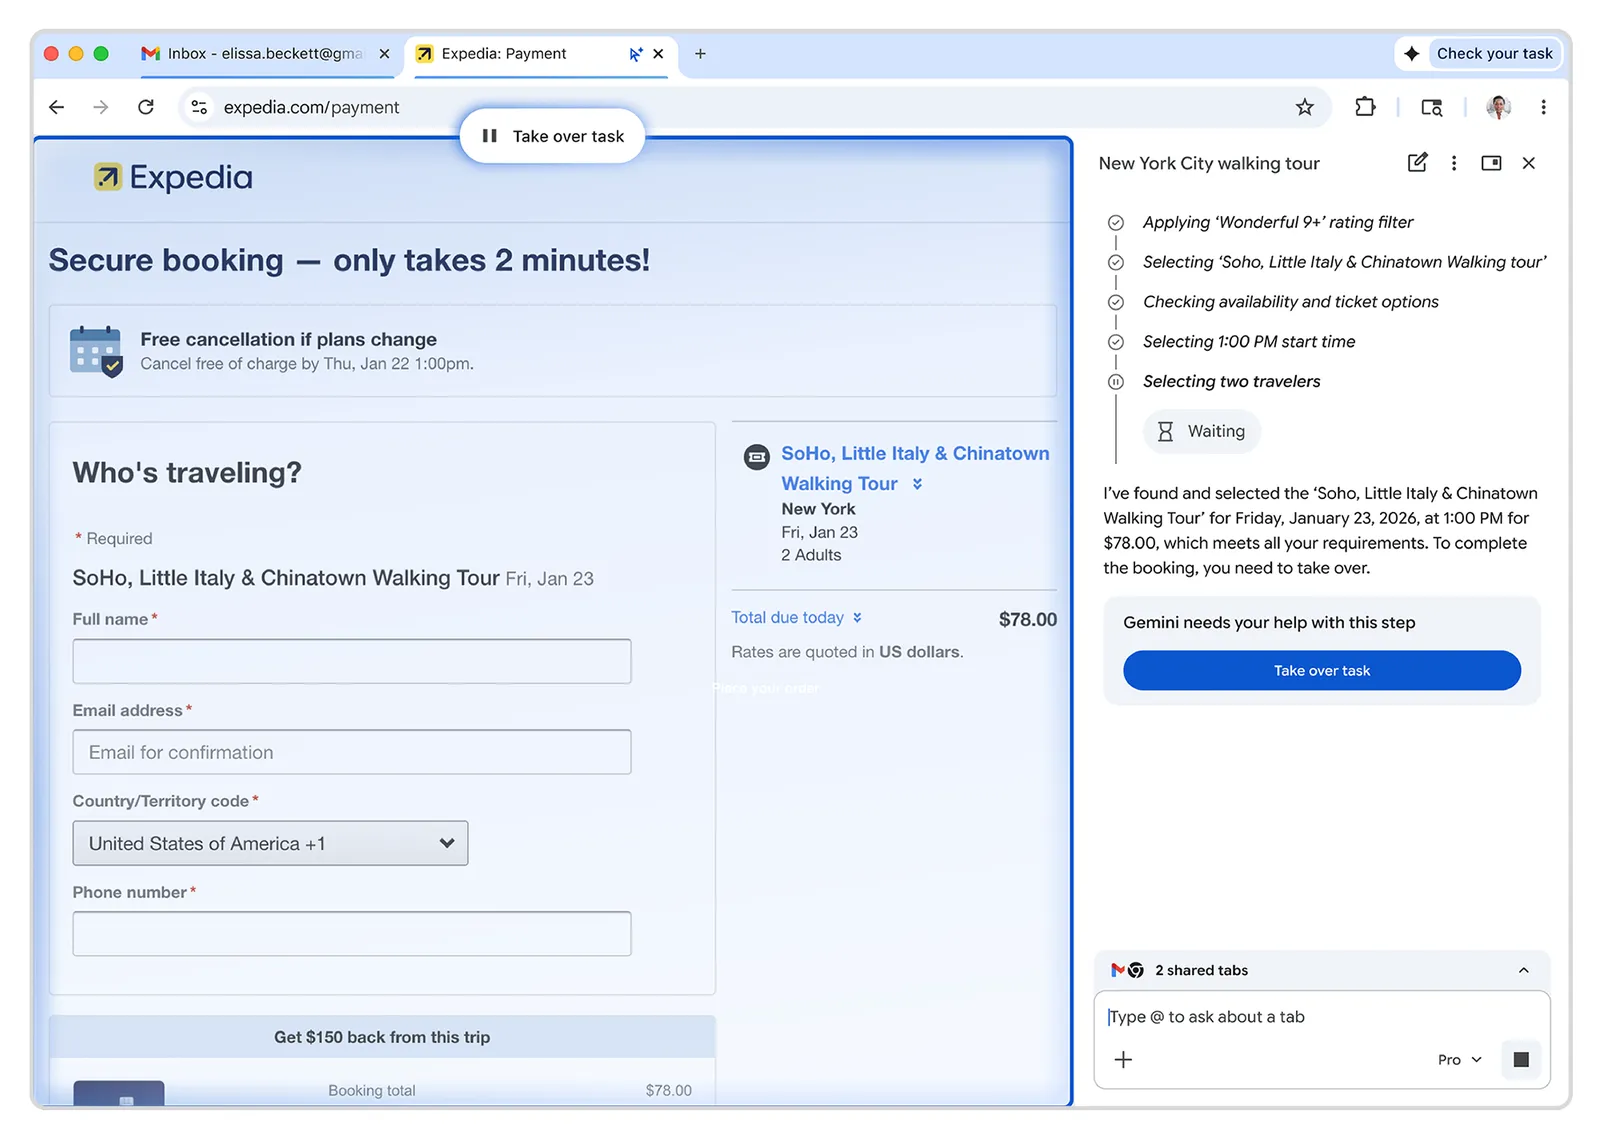 Inbox - elissa.beckett@gma
Expedia: Payment
Check your task
expedia.com/payment
Take over task
Expedia
Secure booking — only takes 2 minutes!
Free cancellation if plans change
Cancel free of charge by Thu, Jan 22 1:00pm.
Who's traveling?
* Required
SoHo, Little Italy & Chinatown Walking Tour Fri, Jan 23
Full name*
Email address*
Email for confirmation
Country/Territory code*
United States of America +1
Phone number*
Get $150 back from this trip
Booking total $78.00
SoHo, Little Italy & Chinatown
Walking Tour
New York
Fri, Jan 23
2 Adults
Total due today $78.00
Rates are quoted in US dollars.
Place your order
New York City walking tour
Applying ‘Wonderful 9+’ rating filter
Selecting ‘Soho, Little Italy & Chinatown Walking tour’
Checking availability and ticket options
Selecting 1:00 PM start time
Selecting two travelers
Waiting
I’ve found and selected the ‘Soho, Little Italy & Chinatown
Walking Tour’ for Friday, January 23, 2026, at 1:00 PM for
$78.00, which meets all your requirements. To complete
the booking, you need to take over.
Gemini needs your help with this step
Take over task
2 shared tabs
Type @ to ask about a tab
Pro